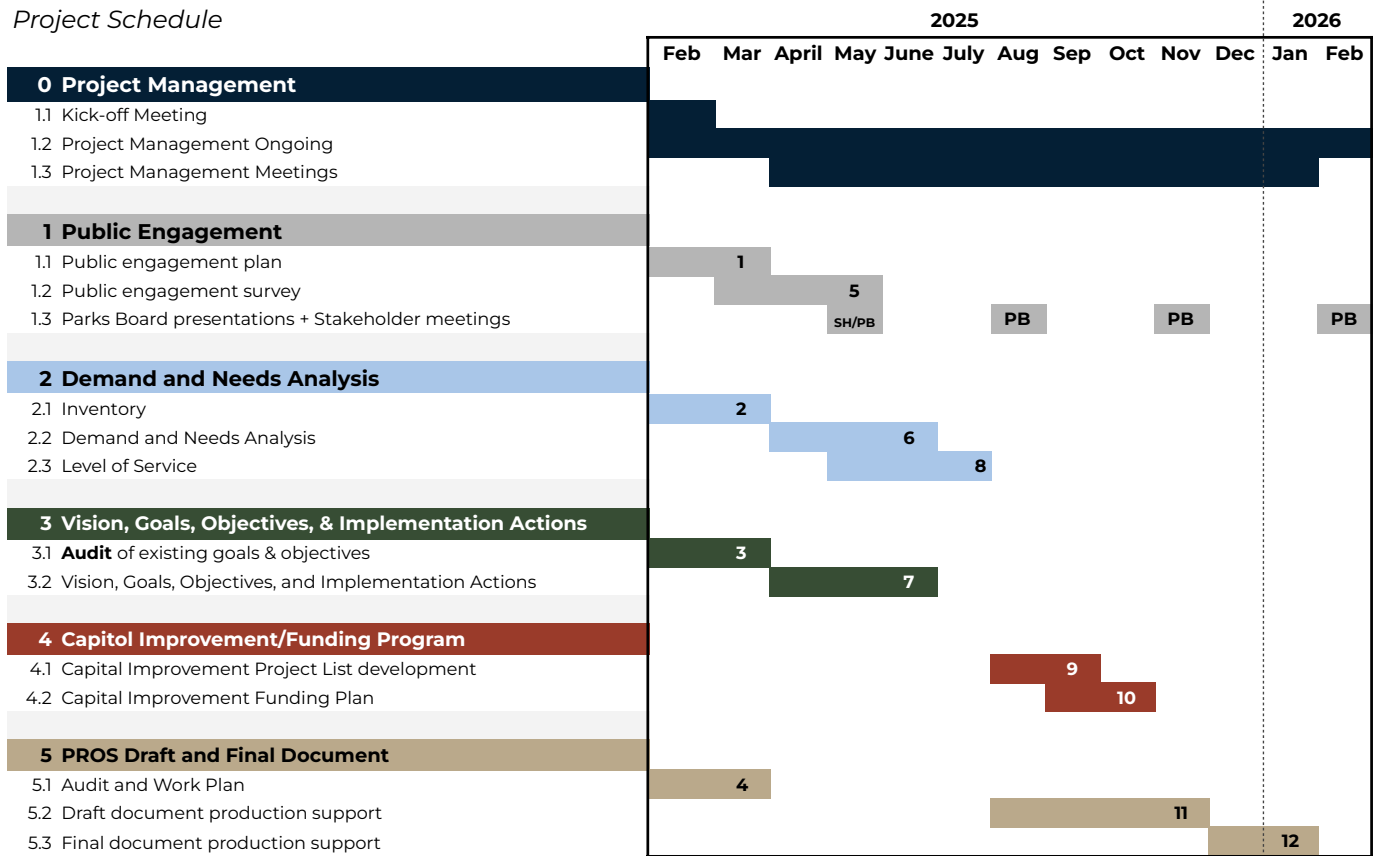 Project Schedule
2025 2026
Feb Mar April May June July Aug Sep Oct Nov Dec Jan Feb
0 Project Management
1.1 Kick-off Meeting
1.2 Project Management Ongoing
1.3 Project Management Meetings
1 Public Engagement
1.1 Public engagement plan 1
1.2 Public engagement survey 5
1.3 Parks Board presentations + Stakeholder meetings SH/PB PB PB PB
2 Demand and Needs Analysis
2.1 Inventory 2
2.2 Demand and Needs Analysis 6
2.3 Level of Service 8
3 Vision, Goals, Objectives, & Implementation Actions
3.1 Audit of existing goals & objectives 3
3.2 Vision, Goals, Objectives, and Implementation Actions 7
4 Capitol Improvement/Funding Program
4.1 Capital Improvement Project List development 9
4.2 Capital Improvement Funding Plan 10
5 PROS Draft and Final Document
5.1 Audit and Work Plan 4
5.2 Draft document production support 11
5.3 Final document production support 12